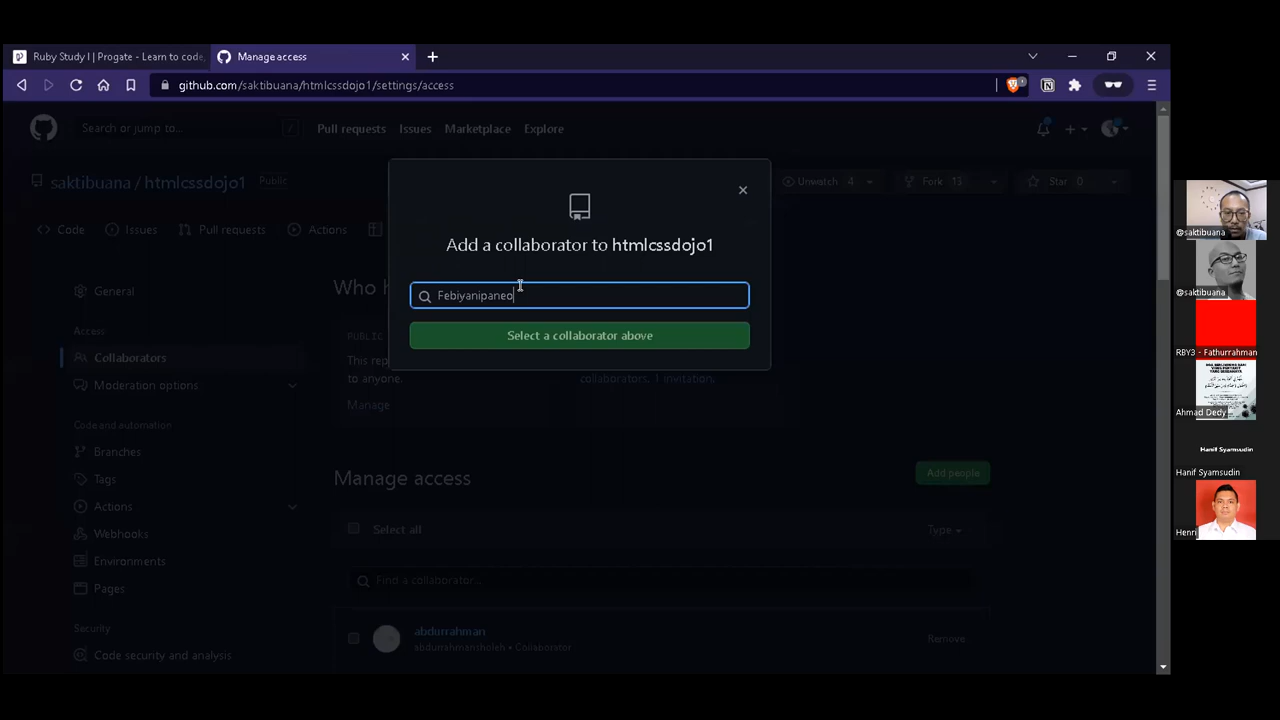 Ruby Study I | Progate - Learn to code,
Manage access
github.com/saktibuana/htmlcssdojo1/settings/access
Search or jump to...
/
Pull requests
Issues
Marketplace
Explore
saktibuana / htmlcssdojo1
Public
Unwatch 4
Fork 13
Star 0
Code
Issues
Pull requests
Actions
Add a collaborator to htmlcssdojo1
Febiyanipaneo
Select a collaborator above
General
Access
Collaborators
Moderation options
Code and automation
Branches
Tags
Actions
Webhooks
Environments
Pages
Security
Code security and analysis
Who h
PUBLIC
This rep
to anyone.
Manage
collaborators. 1 invitation.
Manage access
Add people
Select all
Type
Find a collaborator...
abdurrahman
abdurrahmansholeh • Collaborator
Remove
@saktibuana
@saktibuana
RBY3 - Fathurrahman
Ahmad Dedy
Hanif Syamsudin
Hanif Syamsudin
Henri